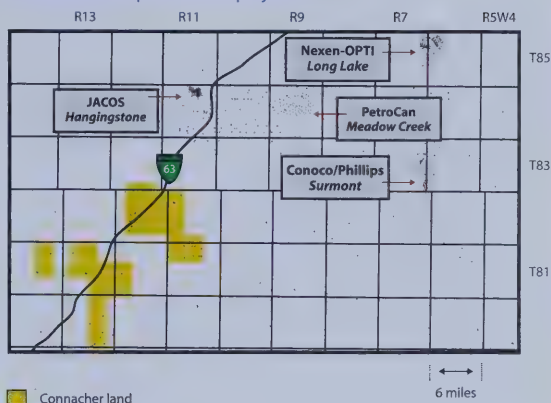 R13 R11 R9 R7 R5W4
Nexen-OPTI
Long Lake
T85
JACOS
Hangingstone
PetroCan
Meadow Creek
63
Conoco/Phillips
Surmont
T83
T81
Connacher land
6 miles